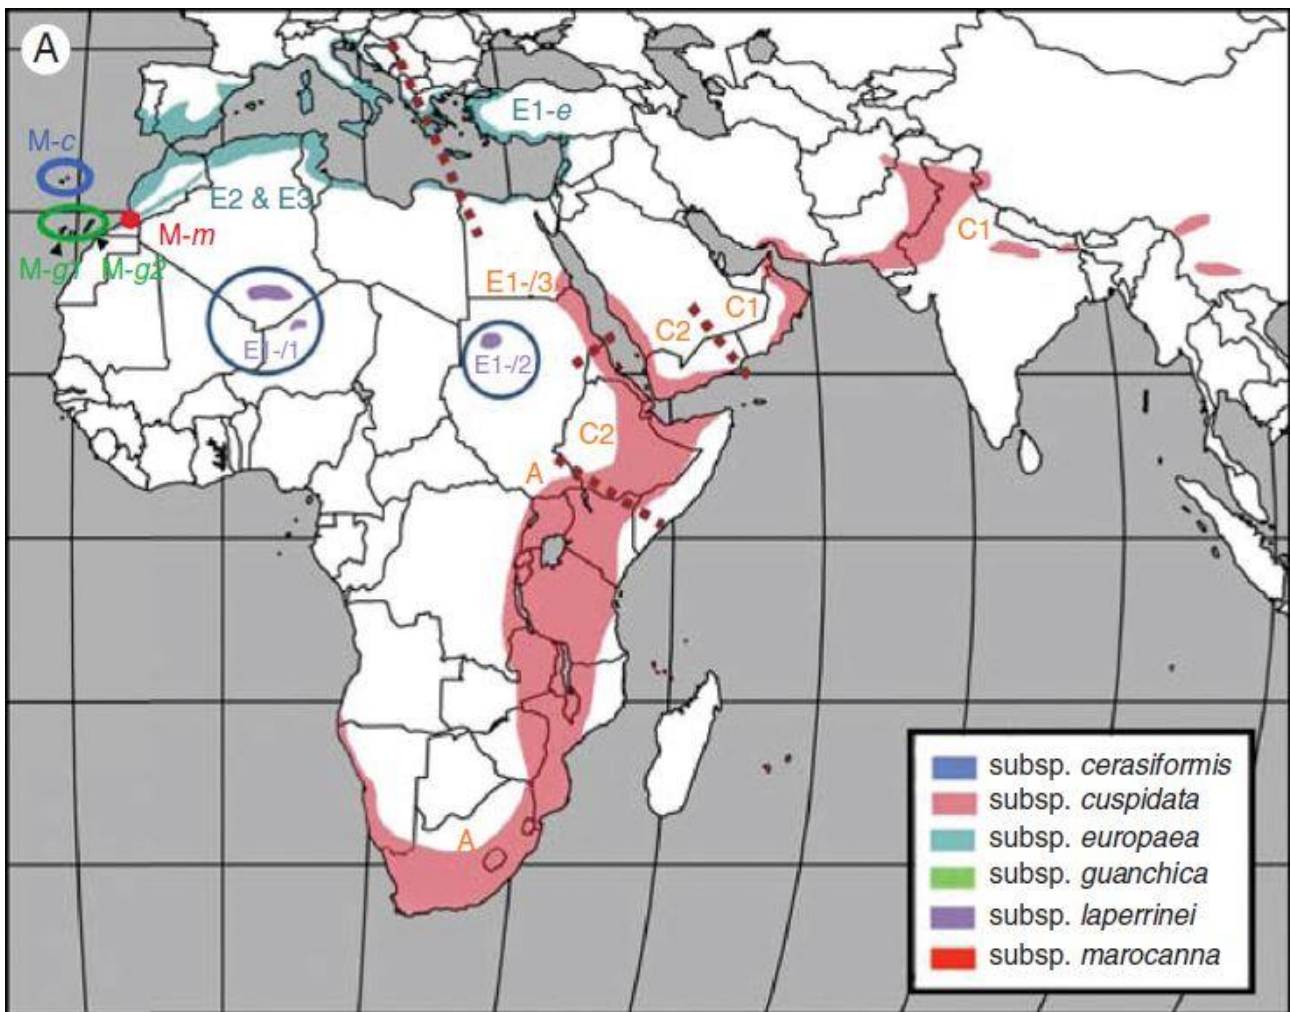 A
E1-e
M-c
E2 & E3
M-m
M-g1 M-g2
C1
E1-/3
C1
C2
E1-/1
E1-/2
C2
A
A
subsp. cerasiformis
subsp. cuspidata
subsp. europaea
subsp. guanchica
subsp. laperrinei
subsp. marocanna